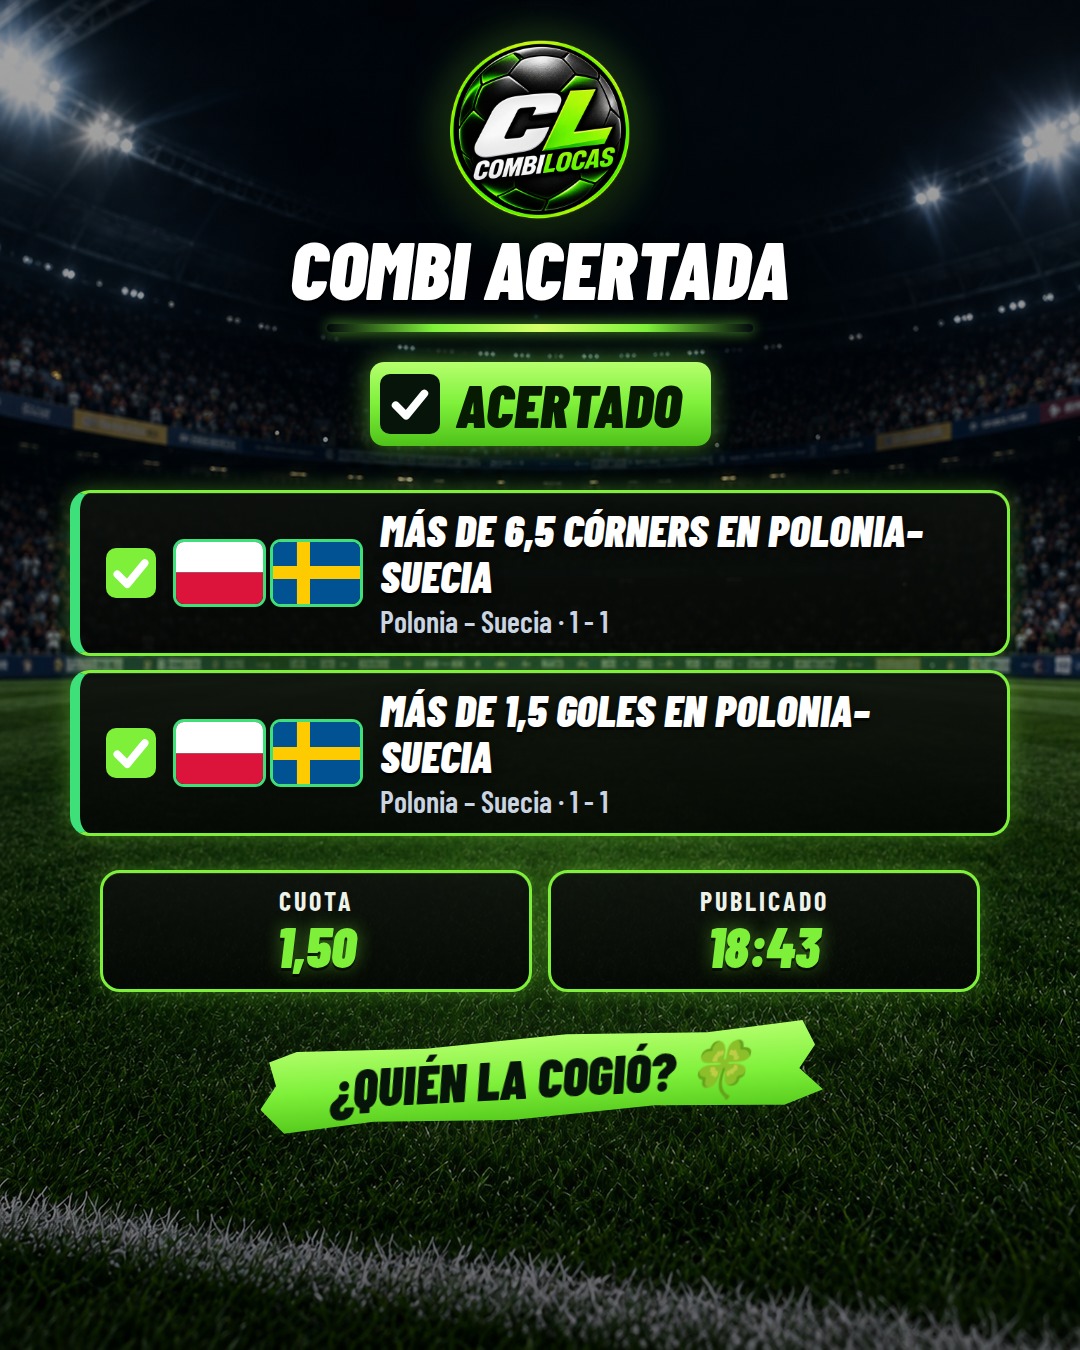 CL
COMBILOCAS
COMBI ACERTADA
ACERTADO
MÁS DE 6,5 CÓRNERS EN POLONIA-
SUECIA
Polonia – Suecia · 1 - 1
MÁS DE 1,5 GOLES EN POLONIA-
SUECIA
Polonia – Suecia · 1 - 1
CUOTA
1,50
PUBLICADO
18:43
¿QUIÉN LA COGIÓ? 🍀